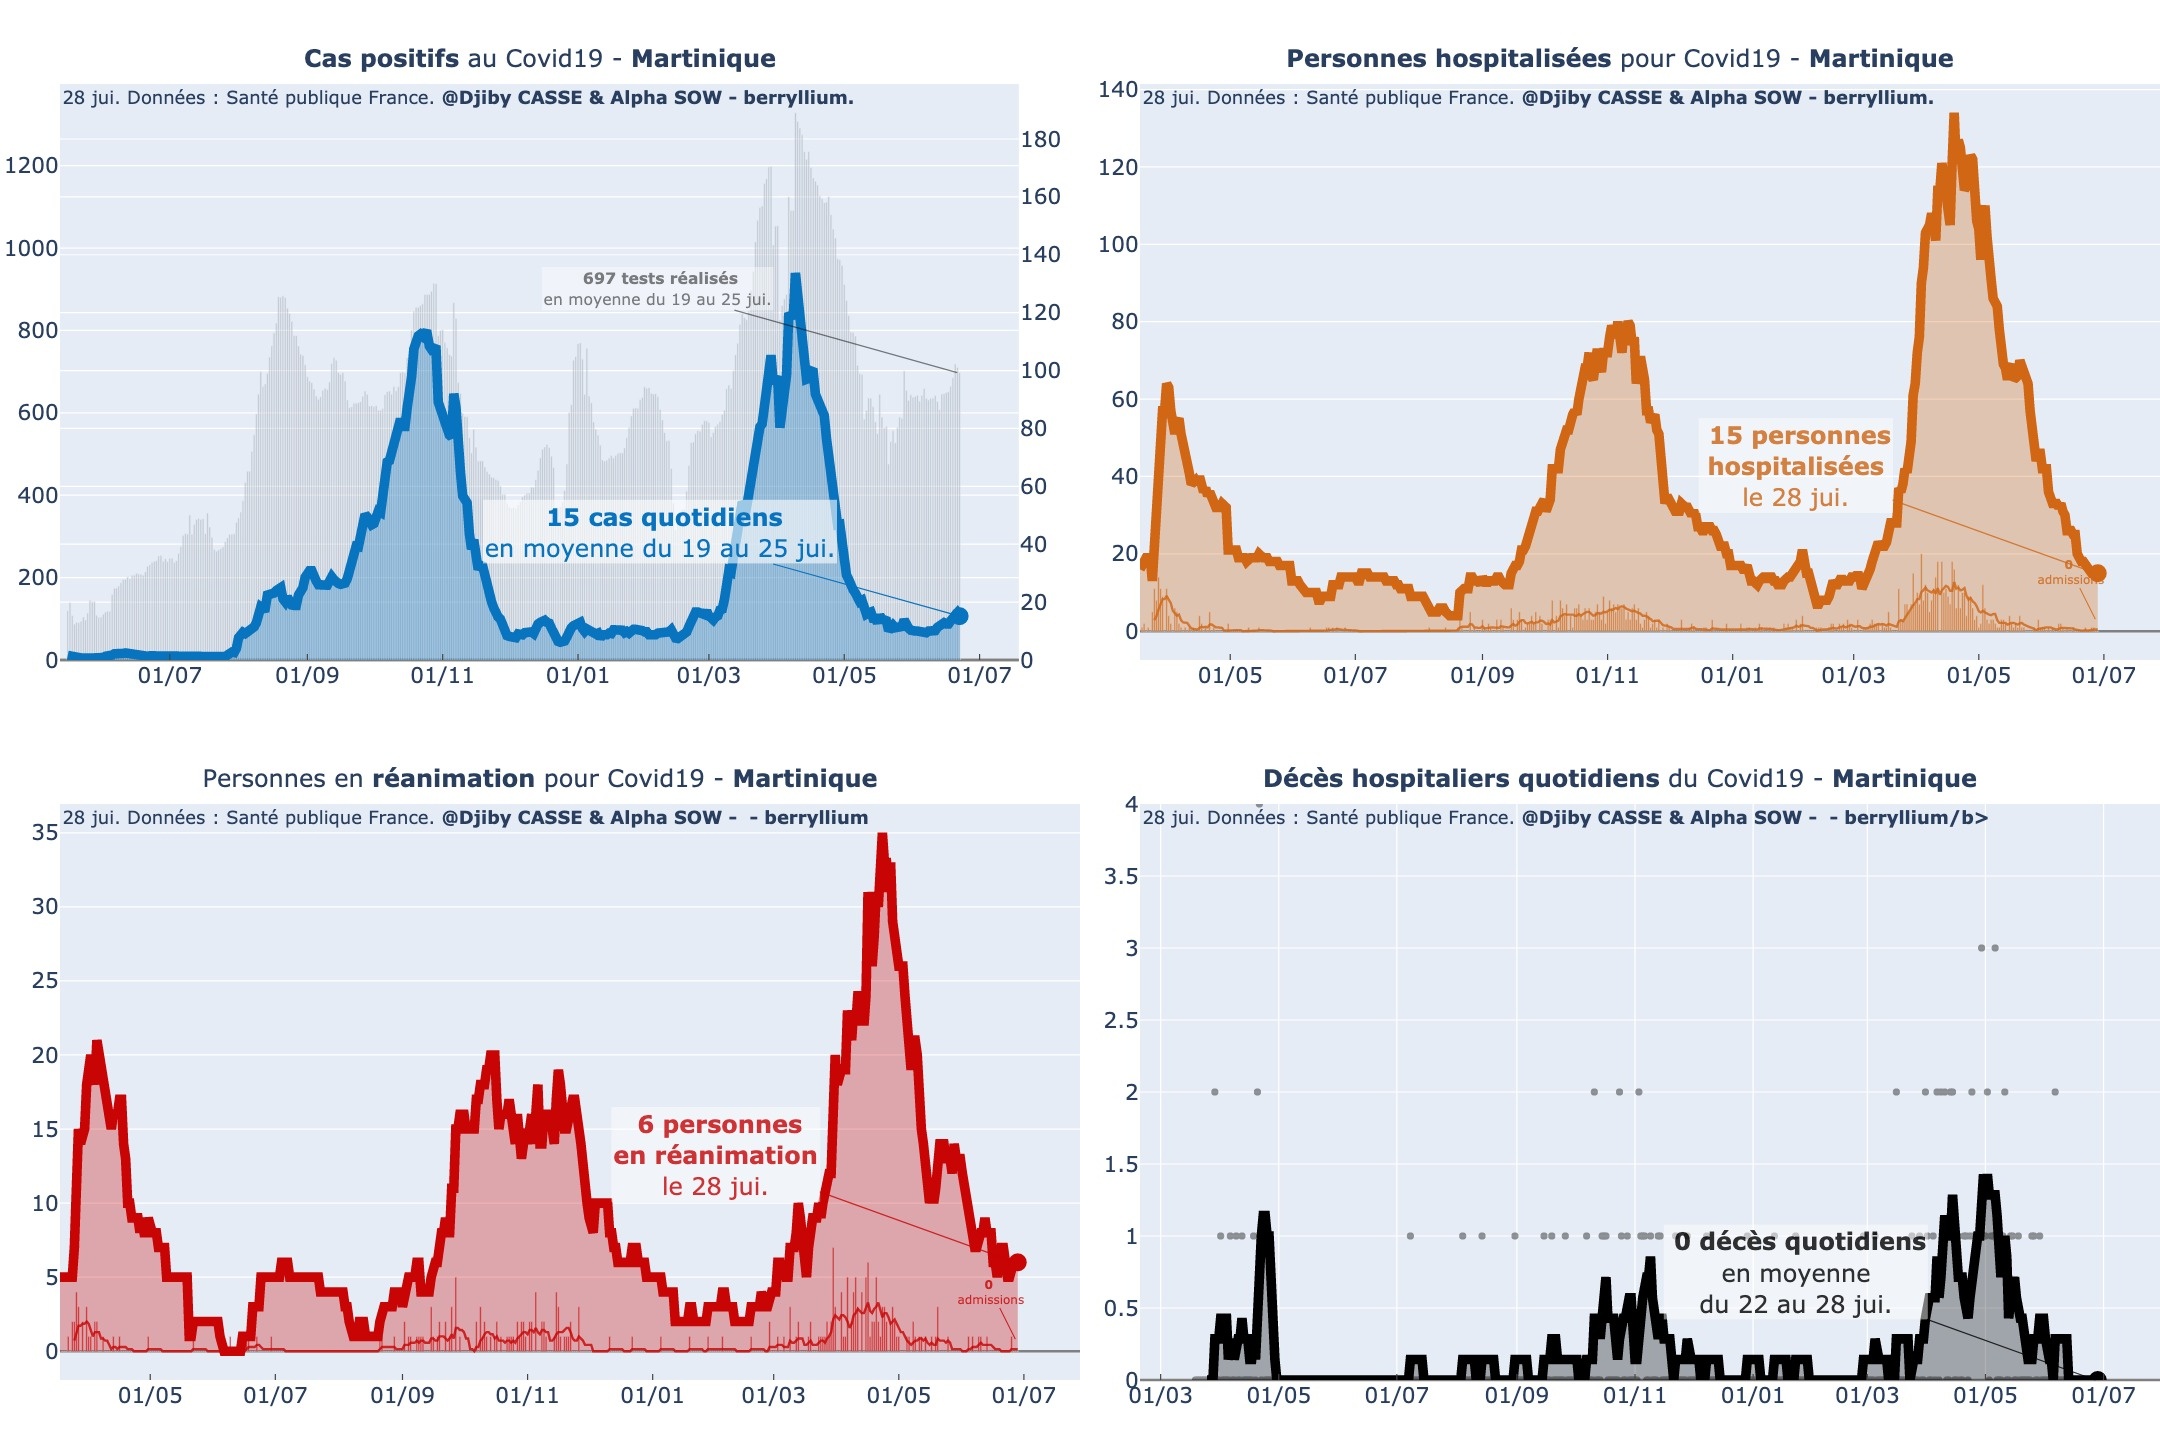 Cas positifs au Covid19 - Martinique
28 jui. Données : Santé publique France. @Djiby CASSE & Alpha SOW - berryllium.
1200
1000
800
600
400
200
0
180
160
140
120
100
80
60
40
20
0
697 tests réalisés
en moyenne du 19 au 25 jui.
15 cas quotidiens
en moyenne du 19 au 25 jui.
01/07 01/09 01/11 01/01 01/03 01/05 01/07
Personnes hospitalisées pour Covid19 - Martinique
28 jui. Données : Santé publique France. @Djiby CASSE & Alpha SOW - berryllium.
140
120
100
80
60
40
20
0
15 personnes
hospitalisées
le 28 jui.
0
admissions
01/05 01/07 01/09 01/11 01/01 01/03 01/05 01/07
Personnes en réanimation pour Covid19 - Martinique
28 jui. Données : Santé publique France. @Djiby CASSE & Alpha SOW -  - berryllium
35
30
25
20
15
10
5
0
6 personnes
en réanimation
le 28 jui.
0
admissions
01/05 01/07 01/09 01/11 01/01 01/03 01/05 01/07
Décès hospitaliers quotidiens du Covid19 - Martinique
28 jui. Données : Santé publique France. @Djiby CASSE & Alpha SOW -  - berryllium/b>
4
3.5
3
2.5
2
1.5
1
0.5
0
0 décès quotidiens
en moyenne
du 22 au 28 jui.
01/03 01/05 01/07 01/09 01/11 01/01 01/03 01/05 01/07